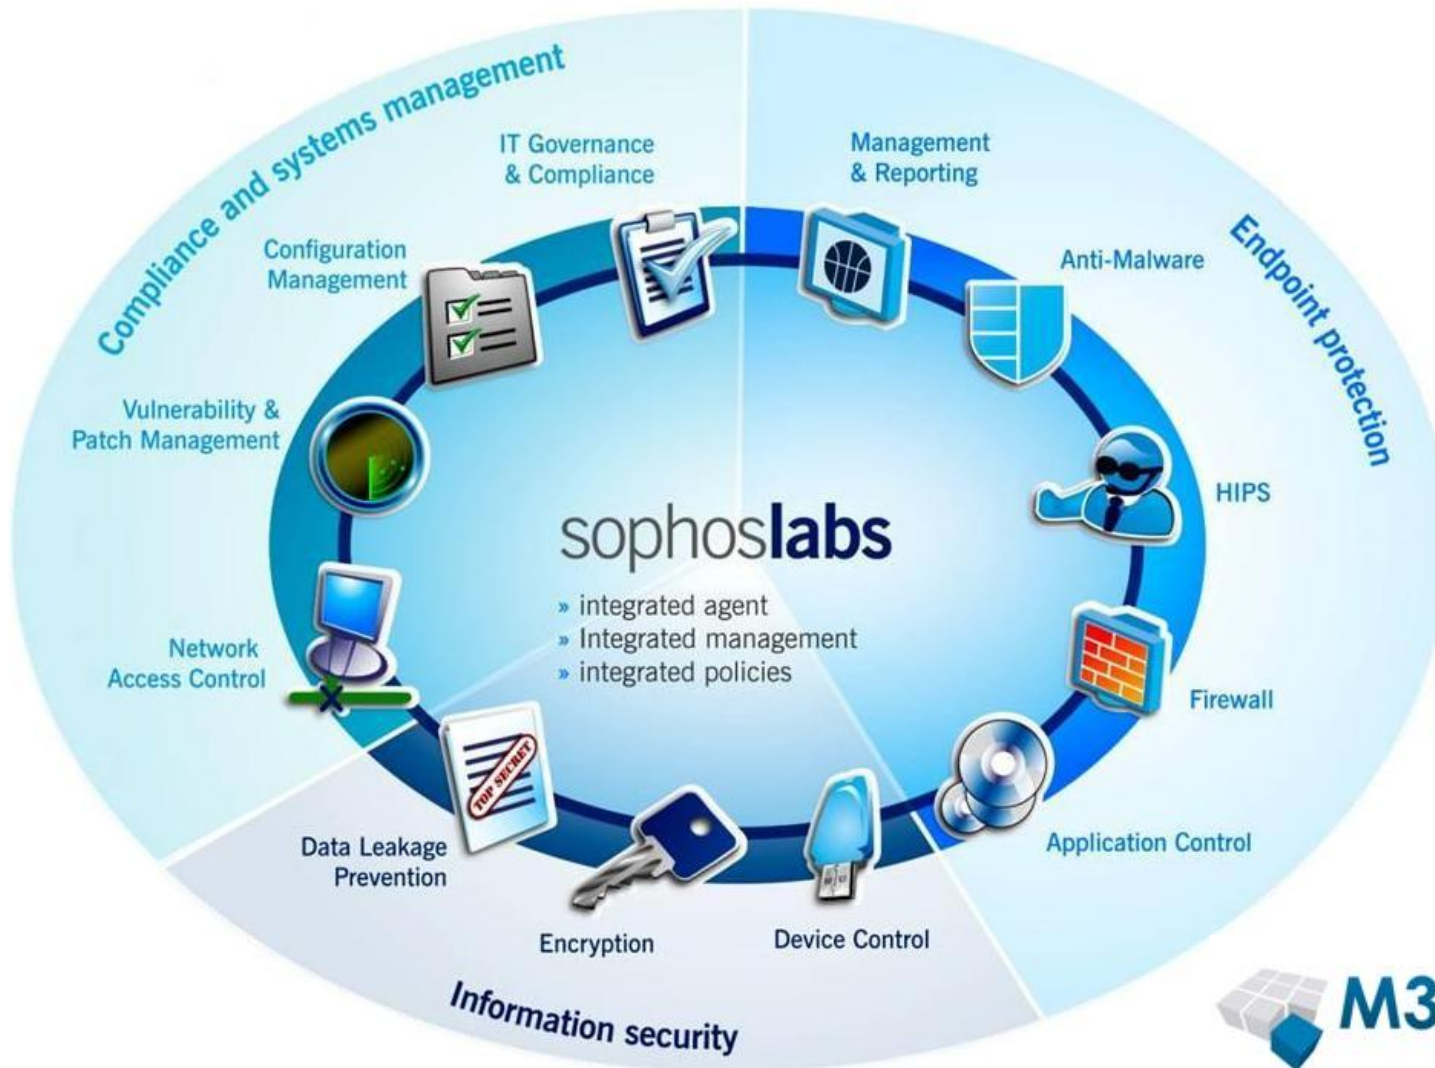 Compliance and systems management
IT Governance
& Compliance
Configuration
Management
Vulnerability &
Patch Management
Network
Access Control
Management
& Reporting
Anti-Malware
Endpoint protection
HIPS
Firewall
Application Control
sophoslabs
» integrated agent
» Integrated management
» integrated policies
TOP SECRET
Data Leakage
Prevention
Encryption
Device Control
Information security
M3